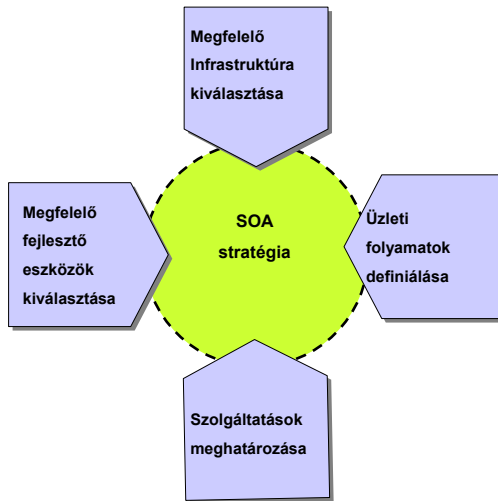 Megfelelő
Infrastruktúra
kiválasztása
Megfelelő
fejlesztő
eszközök
kiválasztása
SOA
stratégia
Üzleti
folyamatok
definiálása
Szolgáltatások
meghatározása